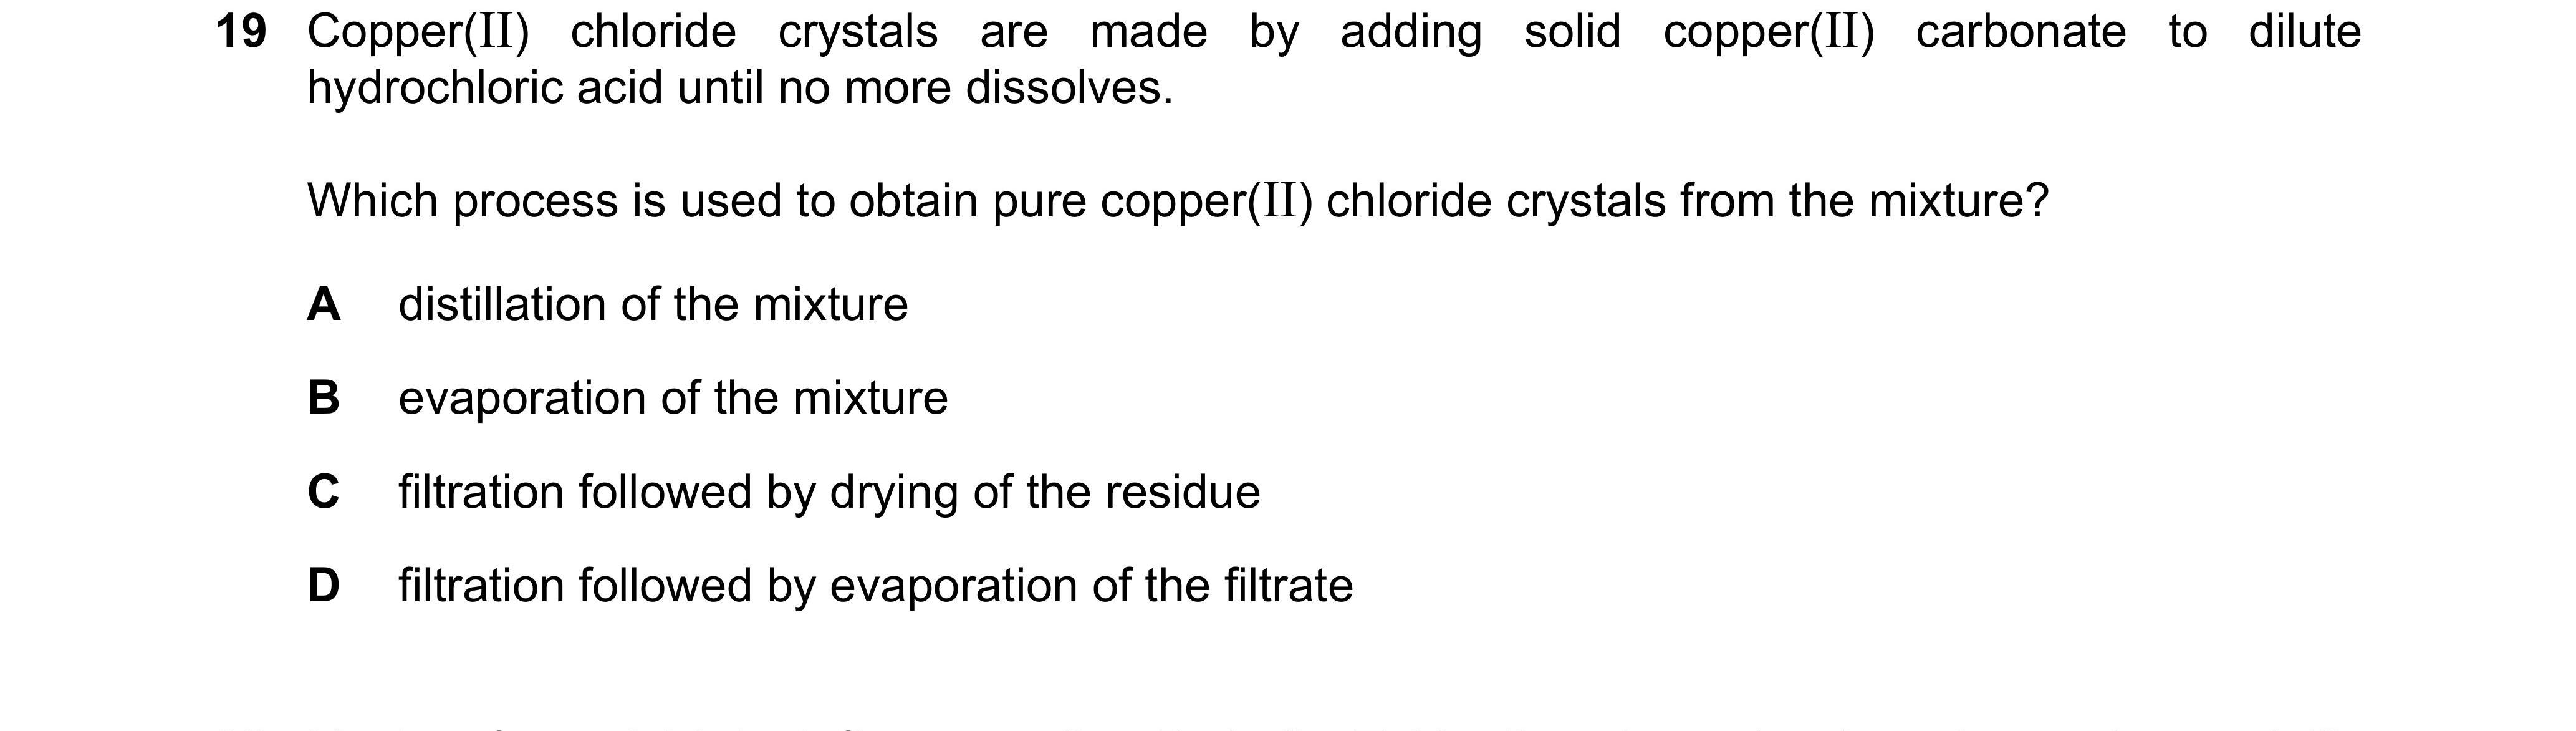 19 Copper(II) chloride crystals are made by adding solid copper(II) carbonate to dilute
hydrochloric acid until no more dissolves.
Which process is used to obtain pure copper(II) chloride crystals from the mixture?
A distillation of the mixture
B evaporation of the mixture
C filtration followed by drying of the residue
D filtration followed by evaporation of the filtrate